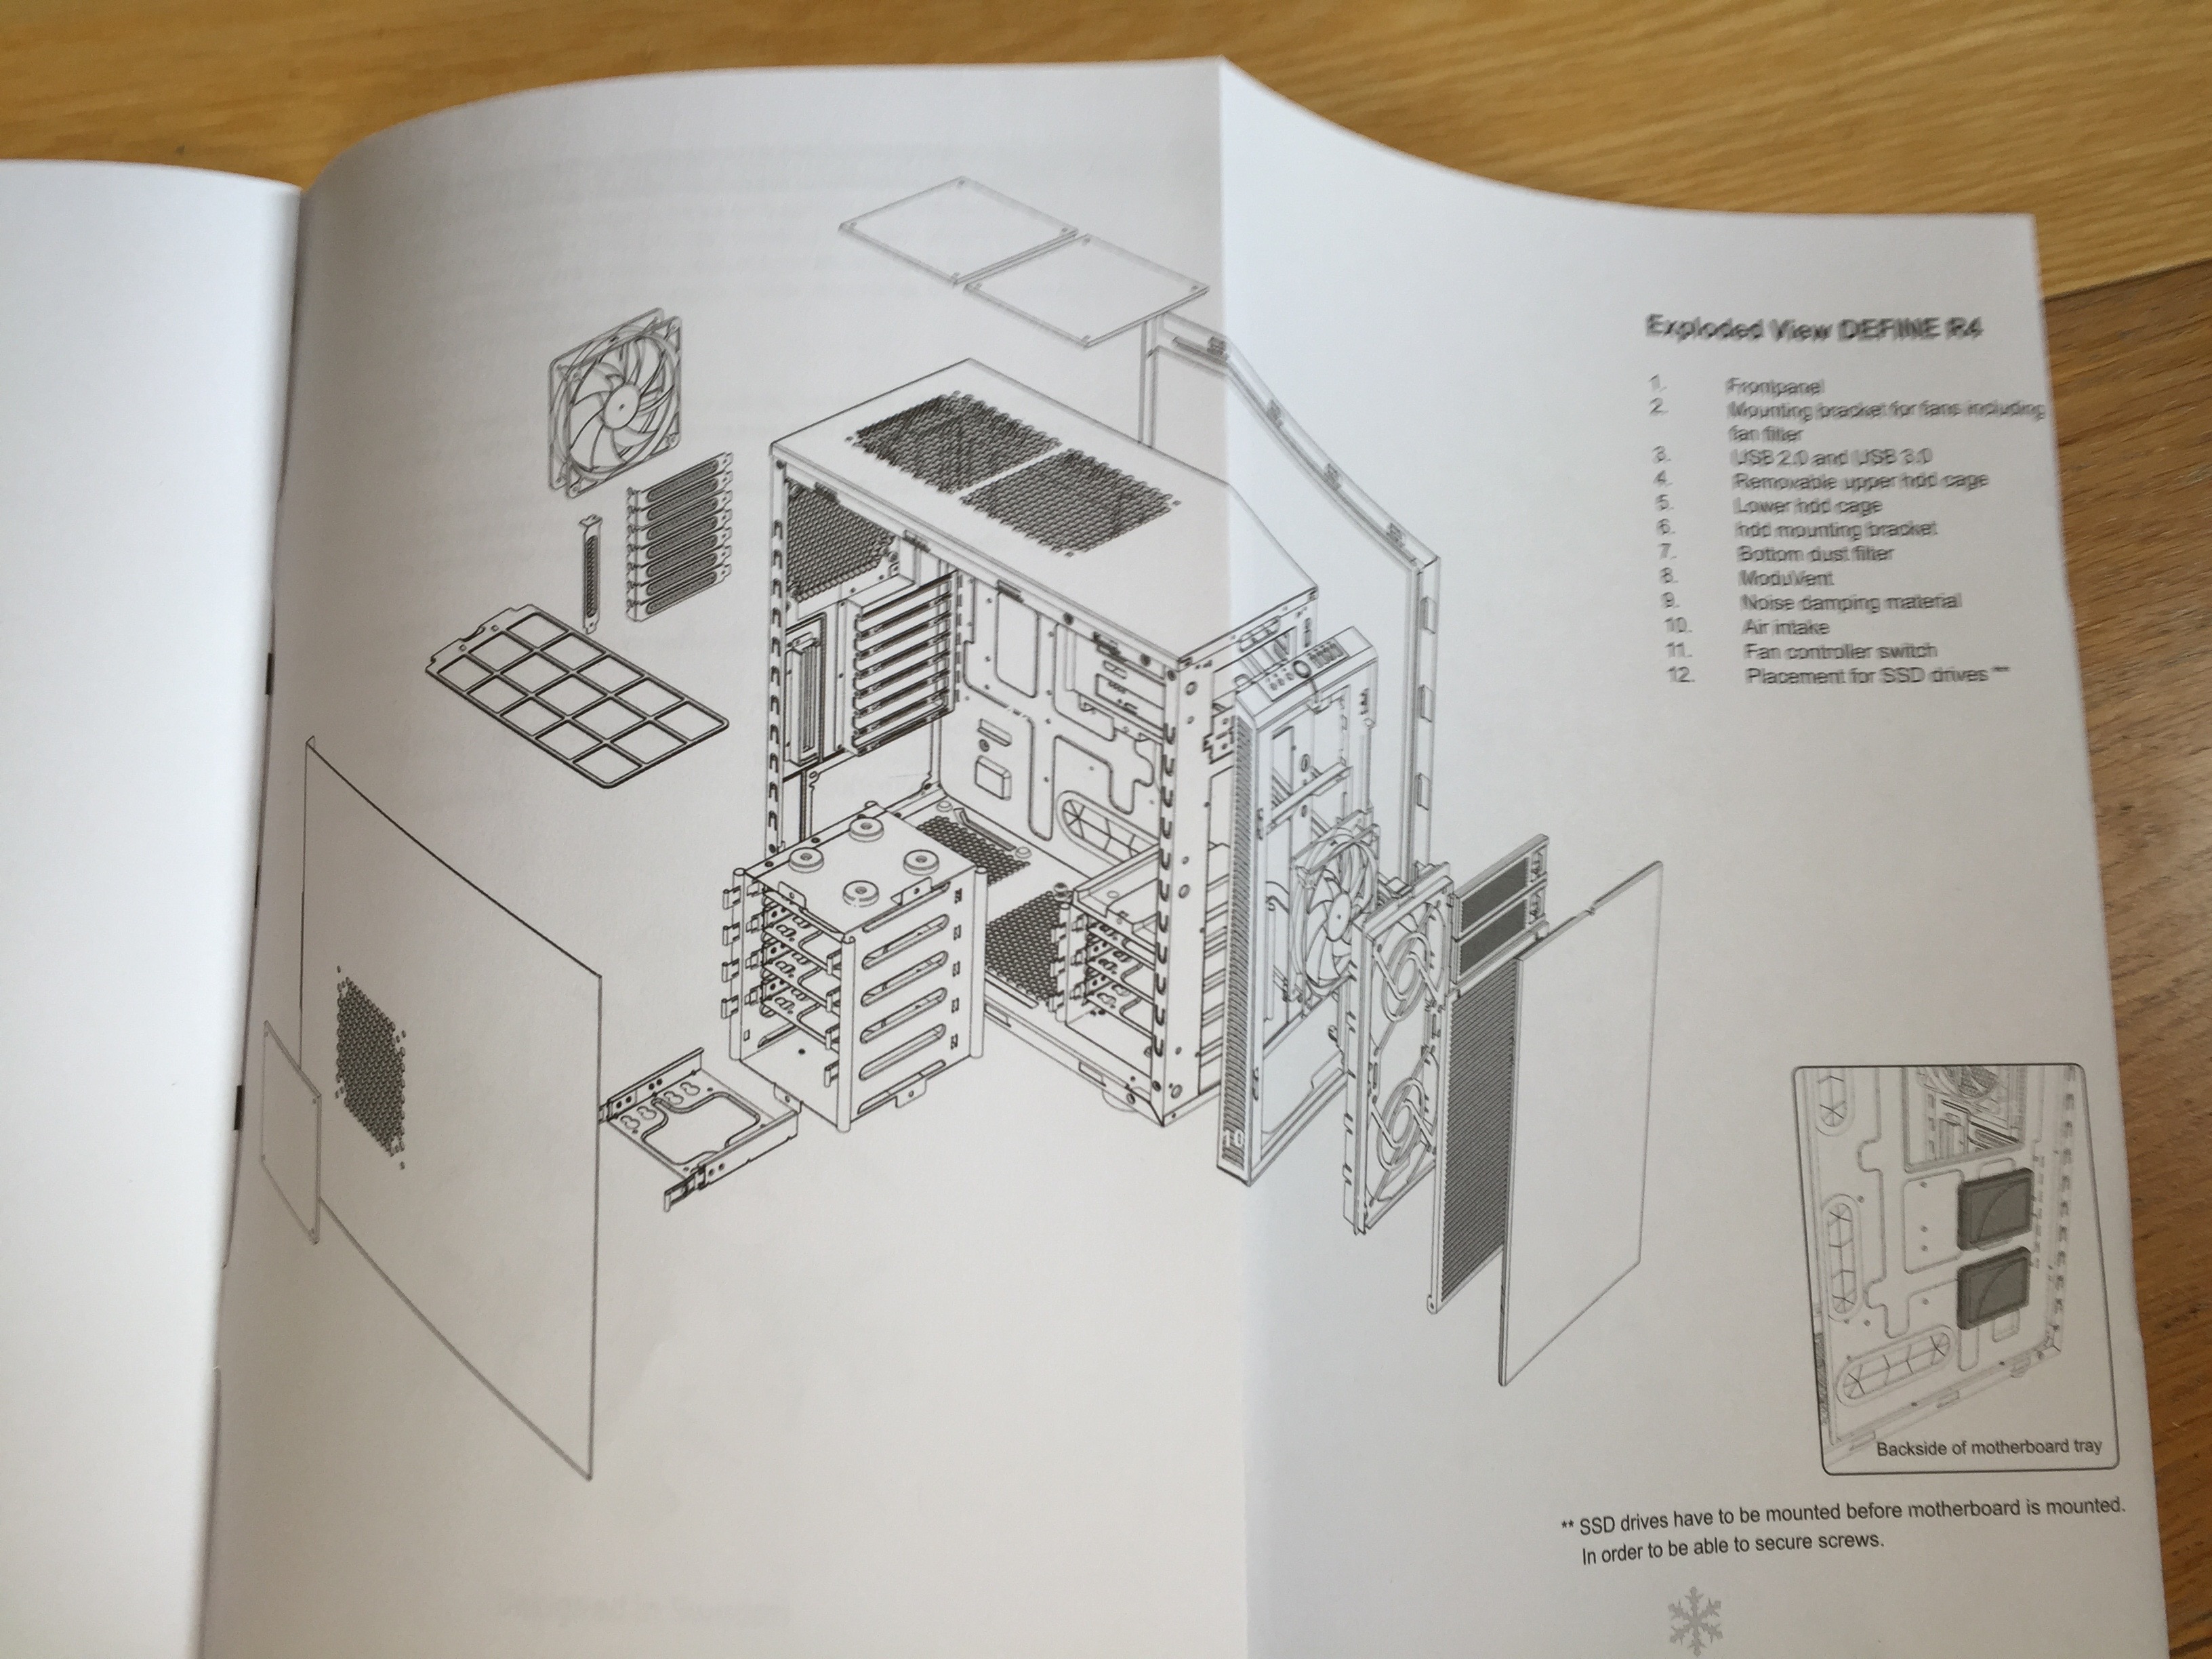 Exploded View DEFINE R4
1. Frontpanel
2. Mounting bracket for fans including
fan filter
3. USB 2.0 and USB 3.0
4. Removable upper hdd cage
5. Lower hdd cage
6. hdd mounting bracket
7. Bottom dust filter
8. ModuVent
9. Noise damping material
10. Air intake
11. Fan controller switch
12. Placement for SSD drives **
10
Backside of motherboard tray
** SSD drives have to be mounted before motherboard is mounted.
In order to be able to secure screws.